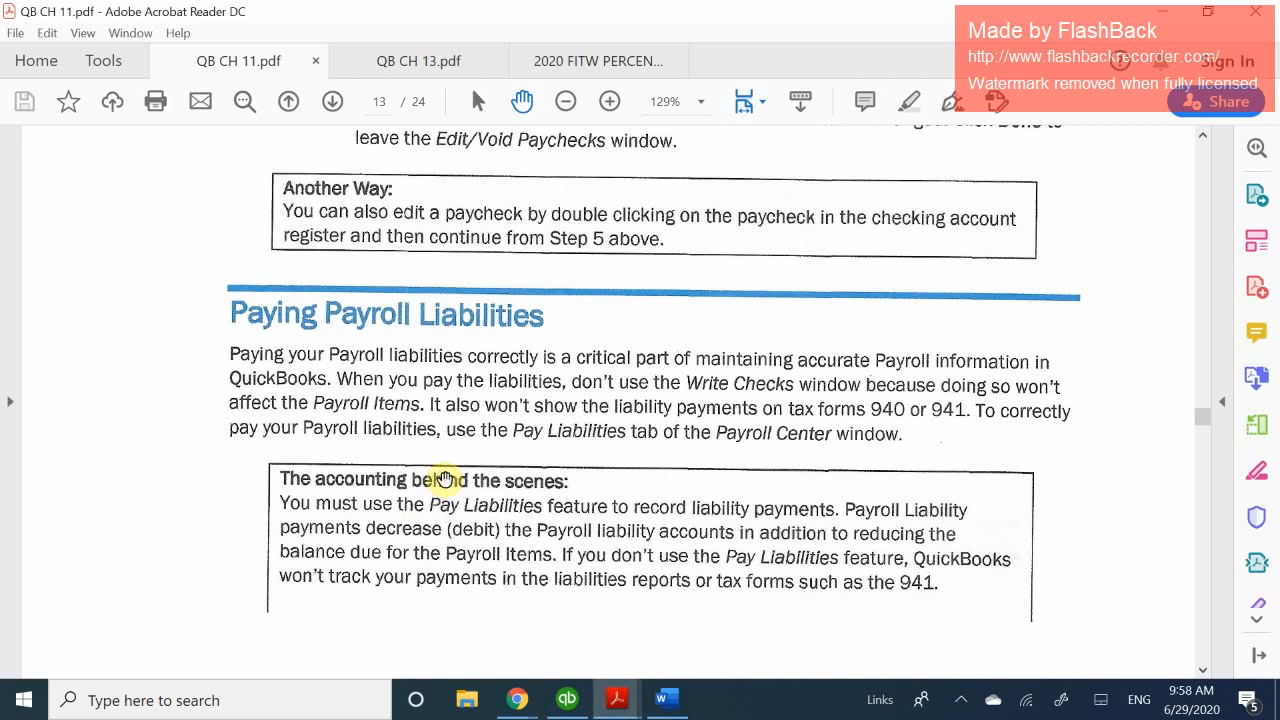 QB CH 11.pdf - Adobe Acrobat Reader DC
File Edit View Window Help
Made by FlashBack
http://www.flashbackrecorder.com/
Watermark removed when fully licensed
Home Tools QB CH 11.pdf × QB CH 13.pdf 2020 FITW PERCEN... Sign In
13 / 24 129% Share
leave the Edit/Void Paychecks window.
Another Way:
You can also edit a paycheck by double clicking on the paycheck in the checking account
register and then continue from Step 5 above.
Paying Payroll Liabilities
Paying your Payroll liabilities correctly is a critical part of maintaining accurate Payroll information in
QuickBooks. When you pay the liabilities, don't use the Write Checks window because doing so won't
affect the Payroll Items. It also won't show the liability payments on tax forms 940 or 941. To correctly
pay your Payroll liabilities, use the Pay Liabilities tab of the Payroll Center window.
The accounting behind the scenes:
You must use the Pay Liabilities feature to record liability payments. Payroll Liability
payments decrease (debit) the Payroll liability accounts in addition to reducing the
balance due for the Payroll Items. If you don't use the Pay Liabilities feature, QuickBooks
won't track your payments in the liabilities reports or tax forms such as the 941.
Type here to search
Links ENG
9:58 AM
6/29/2020
5